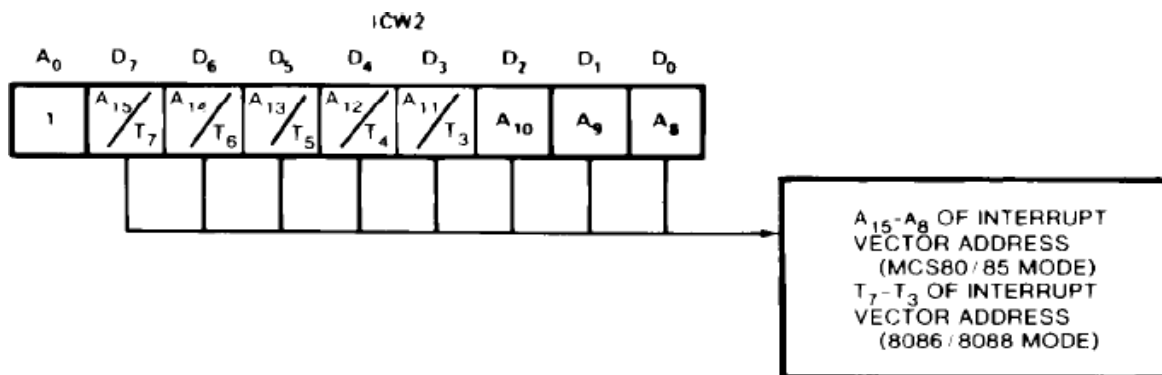 ICW2
A0 D7 D6 D5 D4 D3 D2 D1 D0
1 A15/T7 A14/T6 A13/T5 A12/T4 A11/T3 A10 A9 A8
A15-A8 OF INTERRUPT
VECTOR ADDRESS
(MCS80/85 MODE)
T7-T3 OF INTERRUPT
VECTOR ADDRESS
(8086/8088 MODE)